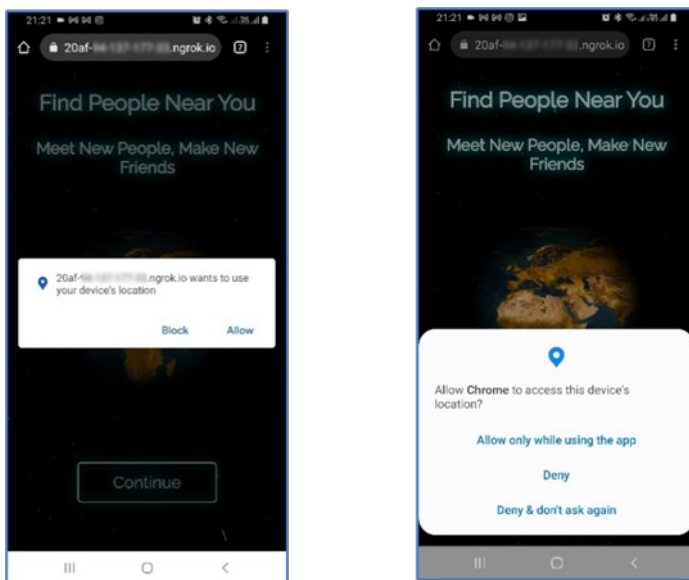 21:21
20af- .ngrok.io
7
Find People Near You
Meet New People, Make New
Friends
20af- .ngrok.io wants to use
your device's location
Block
Allow
Continue
21:21
20af- .ngrok.io
7
Find People Near You
Meet New People, Make New
Friends
Allow Chrome to access this device's
location?
Allow only while using the app
Deny
Deny & don't ask again